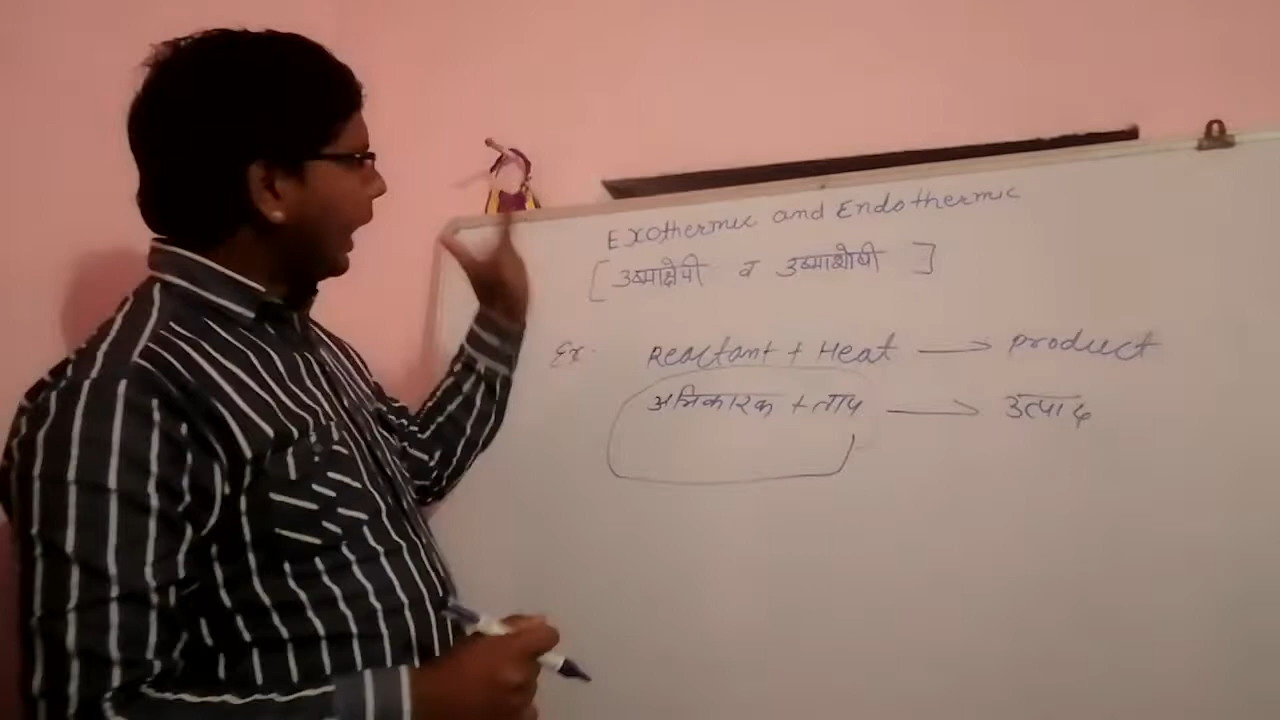 Exothermic and Endothermic
[ उष्माक्षेपी व उष्माशोषी ]
Ex. Reactant + Heat → product
अभिकारक + ताप → उत्पाद